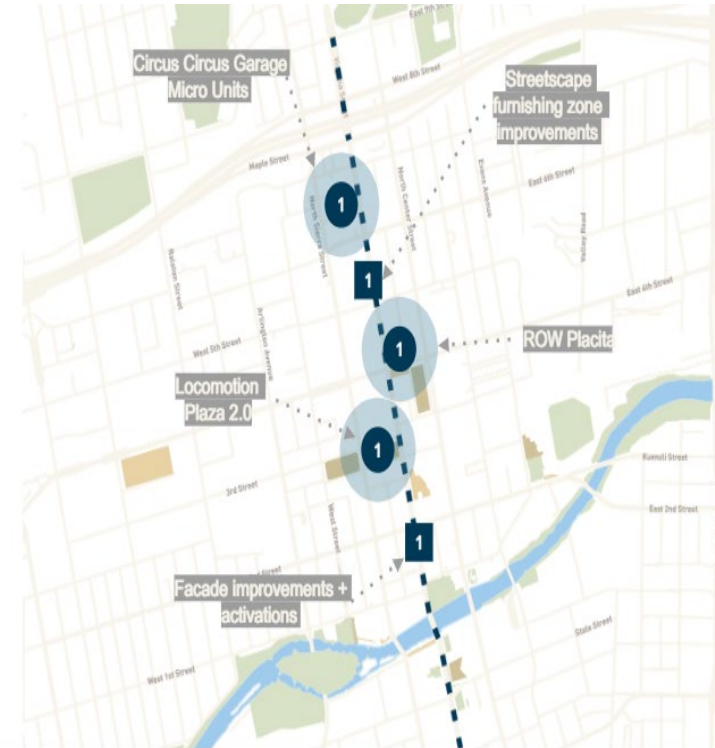 East 9th Street
Circus Circus Garage
Micro Units
West 8th Street
Streetscape
furnishing zone
improvements
Maple Street
1
North Sierra Street
North Center Street
Evans Avenue
East 6th Street
Valley Road
Ralston Street
1
East 4th Street
Arlington Avenue
West 5th Street
1
ROW Placita
Locomotion
Plaza 2.0
1
Kuenzli Street
3rd Street
East 2nd Street
West Street
1
Facade improvements +
activations
State Street
West 1st Street